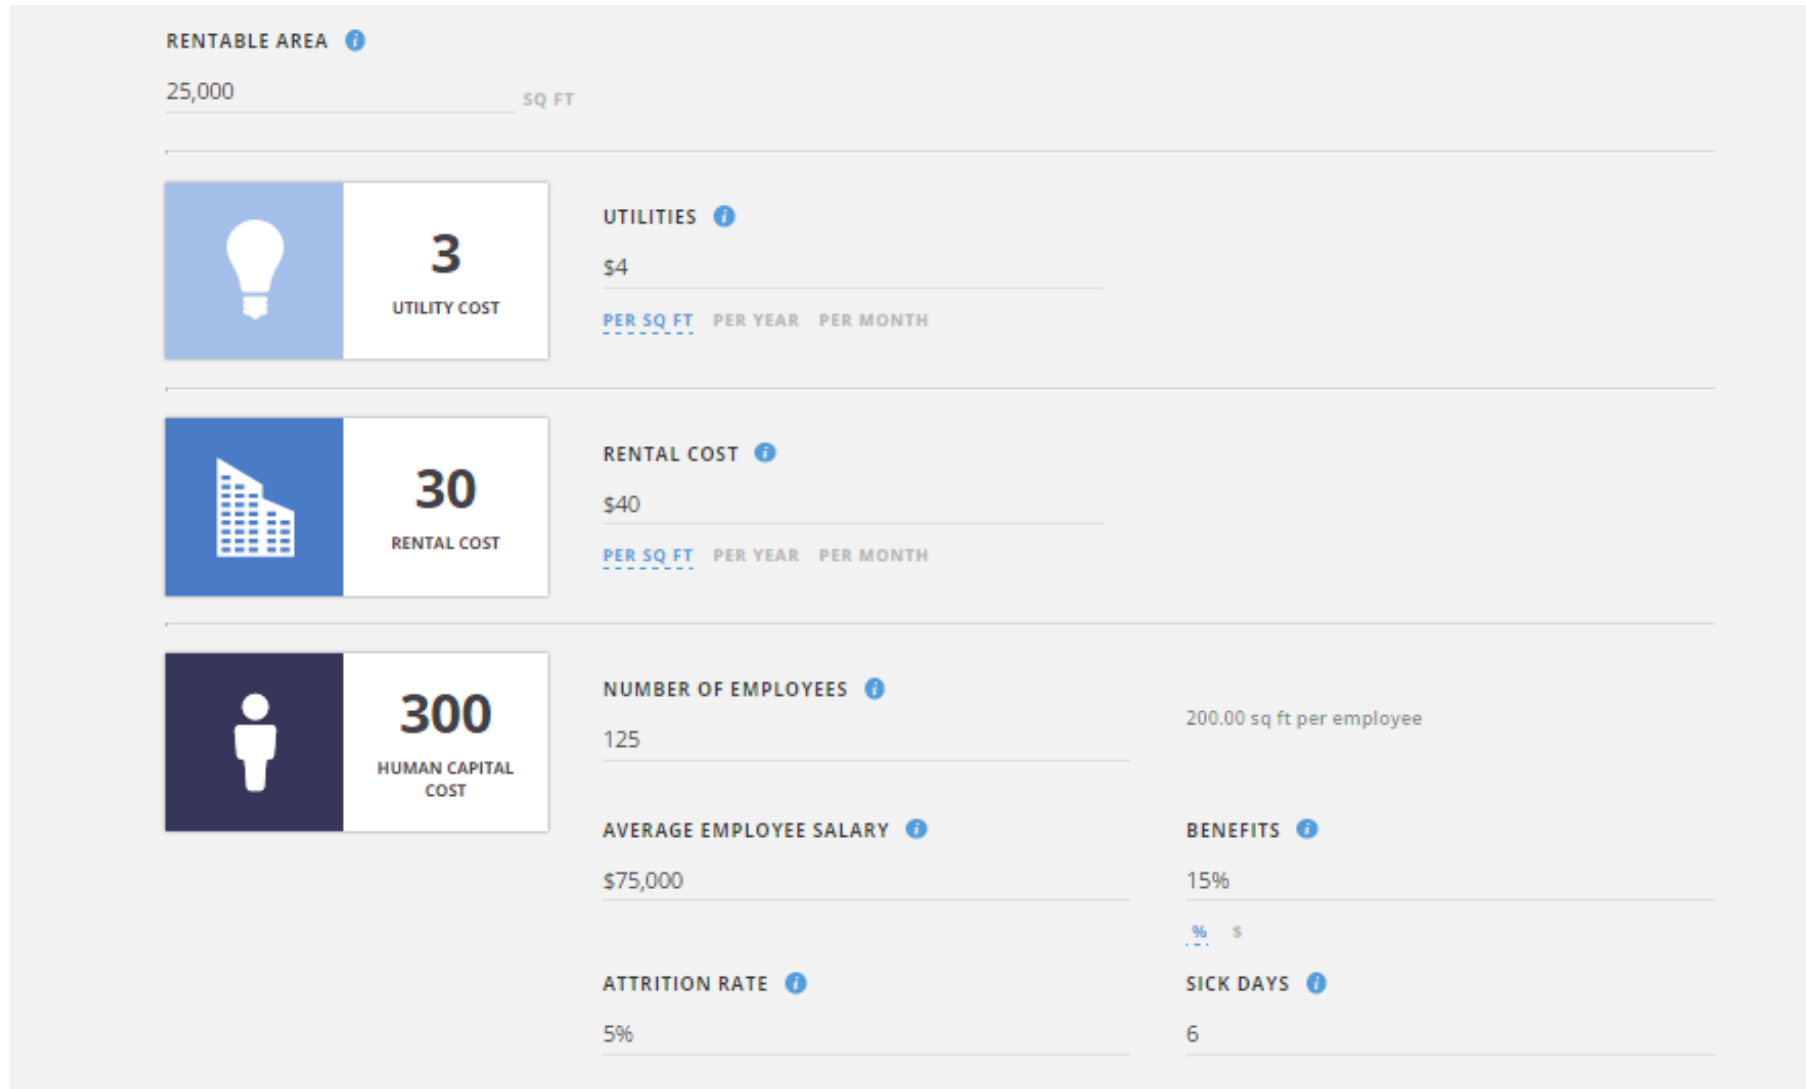 RENTABLE AREA
25,000
SQ FT
3
UTILITY COST
UTILITIES
$4
PER SQ FT PER YEAR PER MONTH
30
RENTAL COST
RENTAL COST
$40
PER SQ FT PER YEAR PER MONTH
300
HUMAN CAPITAL
COST
NUMBER OF EMPLOYEES
125
200.00 sq ft per employee
AVERAGE EMPLOYEE SALARY
$75,000
BENEFITS
15%
% $
ATTRITION RATE
5%
SICK DAYS
6